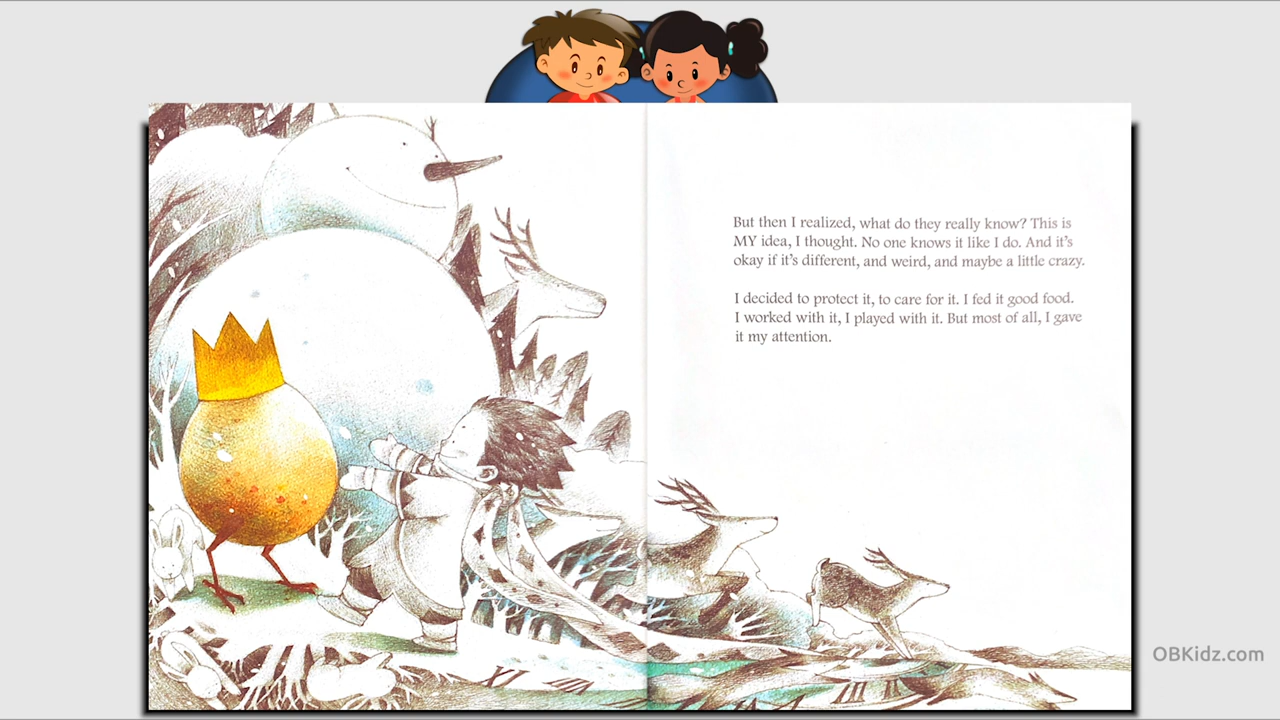 But then I realized, what do they really know? This is
MY idea, I thought. No one knows it like I do. And it's
okay if it's different, and weird, and maybe a little crazy.
I decided to protect it, to care for it. I fed it good food.
I worked with it, I played with it. But most of all, I gave
it my attention.
OBKidz.com